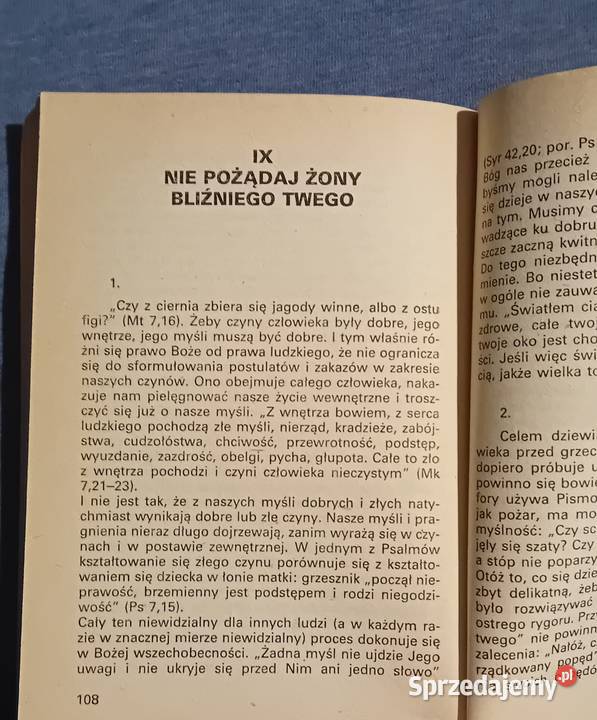 IX
NIE POŻĄDAJ ŻONY
BLIŹNIEGO TWEGO
1.
„Czy z ciernia zbiera się jagody winne, albo z ostu
figi?" (Mt 7,16). Żeby czyny człowieka były dobre, jego
wnętrze, jego myśli muszą być dobre. I tym właśnie ró-
żni się prawo Boże od prawa ludzkiego, że nie ogranicza
się do sformułowania postulatów i zakazów w zakresie
naszych czynów. Ono obejmuje całego człowieka, naka-
zuje nam pielęgnować nasze życie wewnętrzne i trosz-
czyć się już o nasze myśli. „Z wnętrza bowiem, z serca
ludzkiego pochodzą złe myśli, nierząd, kradzieże, zabój-
stwa, cudzołóstwa, chciwość, przewrotność, podstęp,
wyuzdanie, zazdrość, obelgi, pycha, głupota. Całe to zło
z wnętrza pochodzi i czyni człowieka nieczystym" (Mk
7,21–23).
I nie jest tak, że z naszych myśli dobrych i złych naty-
chmiast wynikają dobre lub złe czyny. Nasze myśli i pra-
gnienia nieraz długo dojrzewają, zanim wyrażą się w czy-
nach i w postawie zewnętrznej. W jednym z Psalmów
kształtowanie się złego czynu porównuje się z kształto-
waniem się dziecka w łonie matki: grzesznik „począł nie-
prawość, brzemienny jest podstępem i rodzi niegodzi-
wość" (Ps 7,15).
Cały ten niewidzialny dla innych ludzi (a w każdym ra-
zie w znacznej mierze niewidzialny) proces dokonuje się
w Bożej wszechobecności. „Żadna myśl nie ujdzie Jego
uwagi i nie ukryje się przed Nim ani jedno słowo"
108
(Syr 42,20; por. Ps
Bóg nas przecież
byśmy mogli nale
się dzieje w naszy
na tym. Musimy c
wadzące ku dobru
szcze zaczną kwitn
Do tego niezbędn
mienie. Bo niestet
w ogóle nie zauwa
mu. „Światłem cia
zdrowe, całe twoj
twoje oko jest cho
ści. Jeśli więc świ
cią, jakże wielka to
2.
Celem dziewi
wieka przed grzec
dopiero próbuje u
powinno się bowie
fory używa Pismo
jak pożar, ma mo
myślność: „Czy sc
jęły się szaty? Czy
a stóp nie poparzy
Otóż to, co się dzie
zbyt delikatną, żeb
było rozwiązywać
ostrego rygoru. Przy
twego" nie powinn
zalecenia: „Nałóż, c
rządkowany popęd"
Sprzedajemy.pl